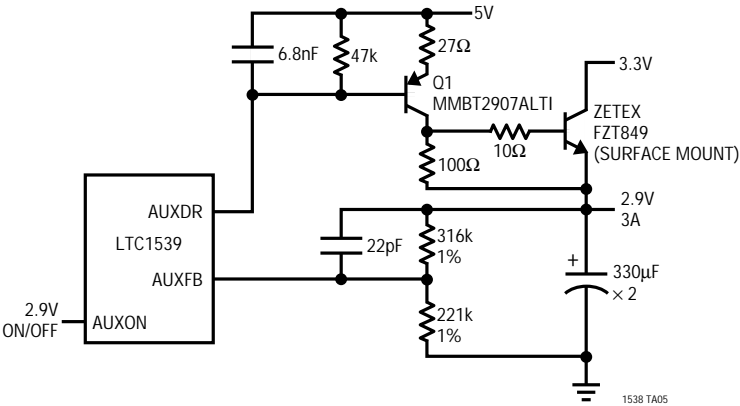 5V
6.8nF
47k
27Ω
Q1
MMBT2907ALTI
3.3V
ZETEX
FZT849
(SURFACE MOUNT)
10Ω
100Ω
AUXDR
LTC1539
AUXFB
AUXON
2.9V
ON/OFF
22pF
316k
1%
221k
1%
2.9V
3A
+
330µF
× 2
1538 TA05